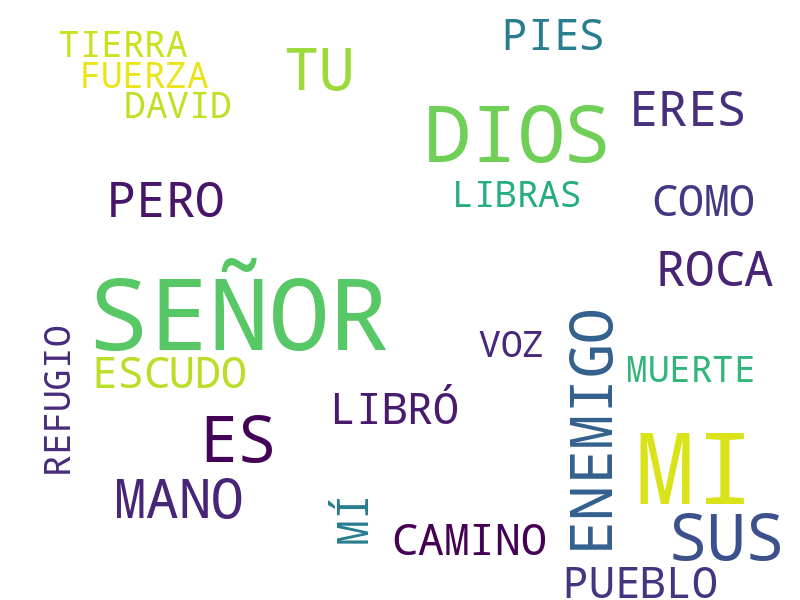 TIERRA
FUERZA
DAVID
TU
PIES
DIOS
ERES
PERO
LIBRAS
COMO
SEÑOR
ROCA
REFUGIO
ESCUDO
VOZ
ENEMIGO
MUERTE
LIBRÓ
ES
MI
MANO
MÍ
CAMINO
SUS
PUEBLO